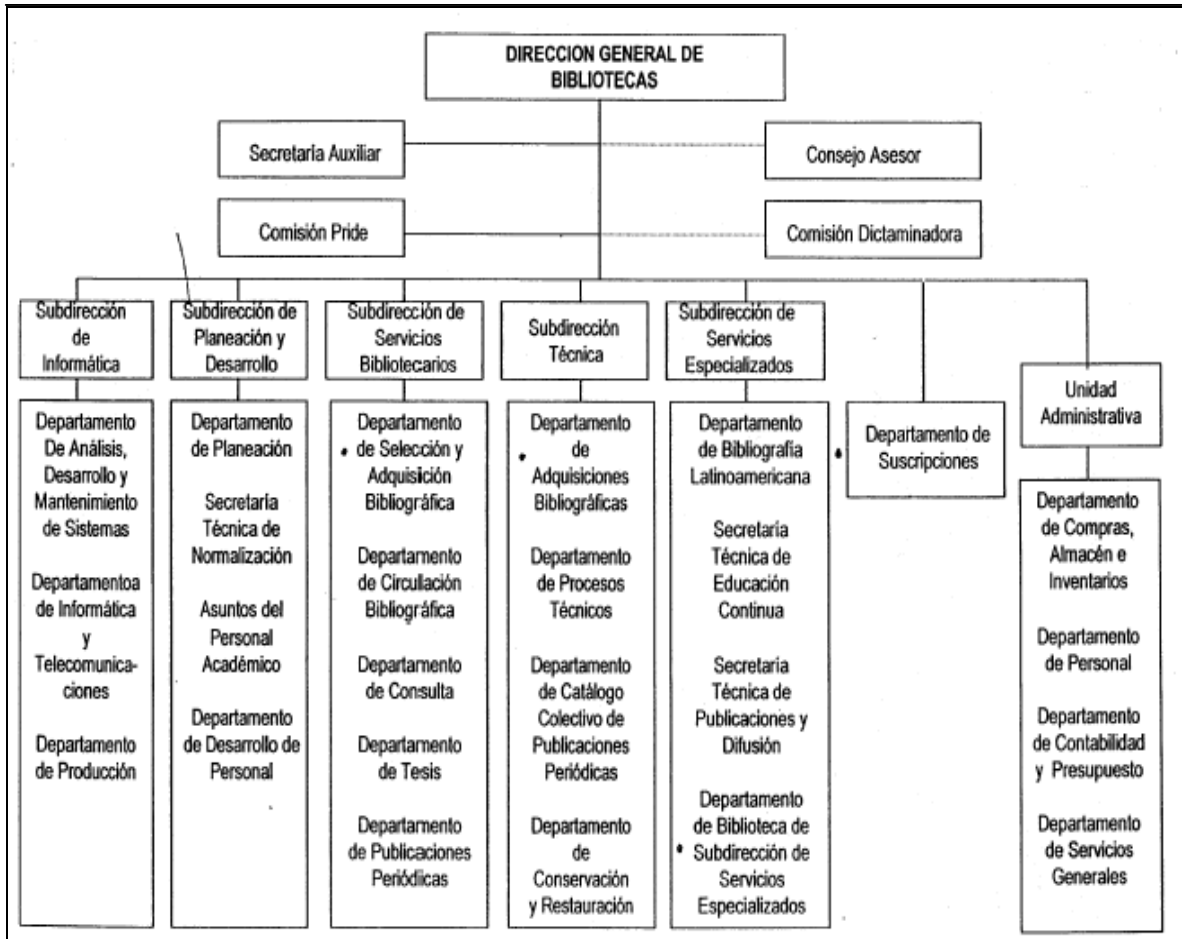 DIRECCION GENERAL DE
BIBLIOTECAS
Secretaría Auxiliar
Consejo Asesor
Comisión Pride
Comisión Dictaminadora
Subdirección
de
Informática
Subdirección de
Planeación y
Desarrollo
Subdirección de
Servicios
Bibliotecarios
Subdirección
Técnica
Subdirección de
Servicios
Especializados
Departamento de
Suscripciones
Unidad
Administrativa
Departamento
De Análisis,
Desarrollo y
Mantenimiento
de Sistemas
Departamentoa
de Informática
y
Telecomunica-
ciones
Departamento
de Producción
Departamento
de Planeación
Secretaría
Técnica de
Normalización
Asuntos del
Personal
Académico
Departamento
de Desarrollo de
Personal
Departamento
de Selección y
Adquisición
Bibliográfica
Departamento
de Circulación
Bibliográfica
Departamento
de Consulta
Departamento
de Tesis
Departamento
de Publicaciones
Periódicas
Departamento
de
Adquisiciones
Bibliográficas
Departamento
de Procesos
Técnicos
Departamento
de Catálogo
Colectivo de
Publicaciones
Periódicas
Departamento
de
Conservación
y Restauración
Departamento
de Bibliografía
Latinoamericana
Secretaria
Técnica de
Educación
Continua
Secretaria
Técnica de
Publicaciones y
Difusión
Departamento
de Biblioteca de
Subdirección de
Servicios
Especializados
Departamento
de Compras,
Almacén e
Inventarios
Departamento
de Personal
Departamento
de Contabilidad
y Presupuesto
Departamento
de Servicios
Generales